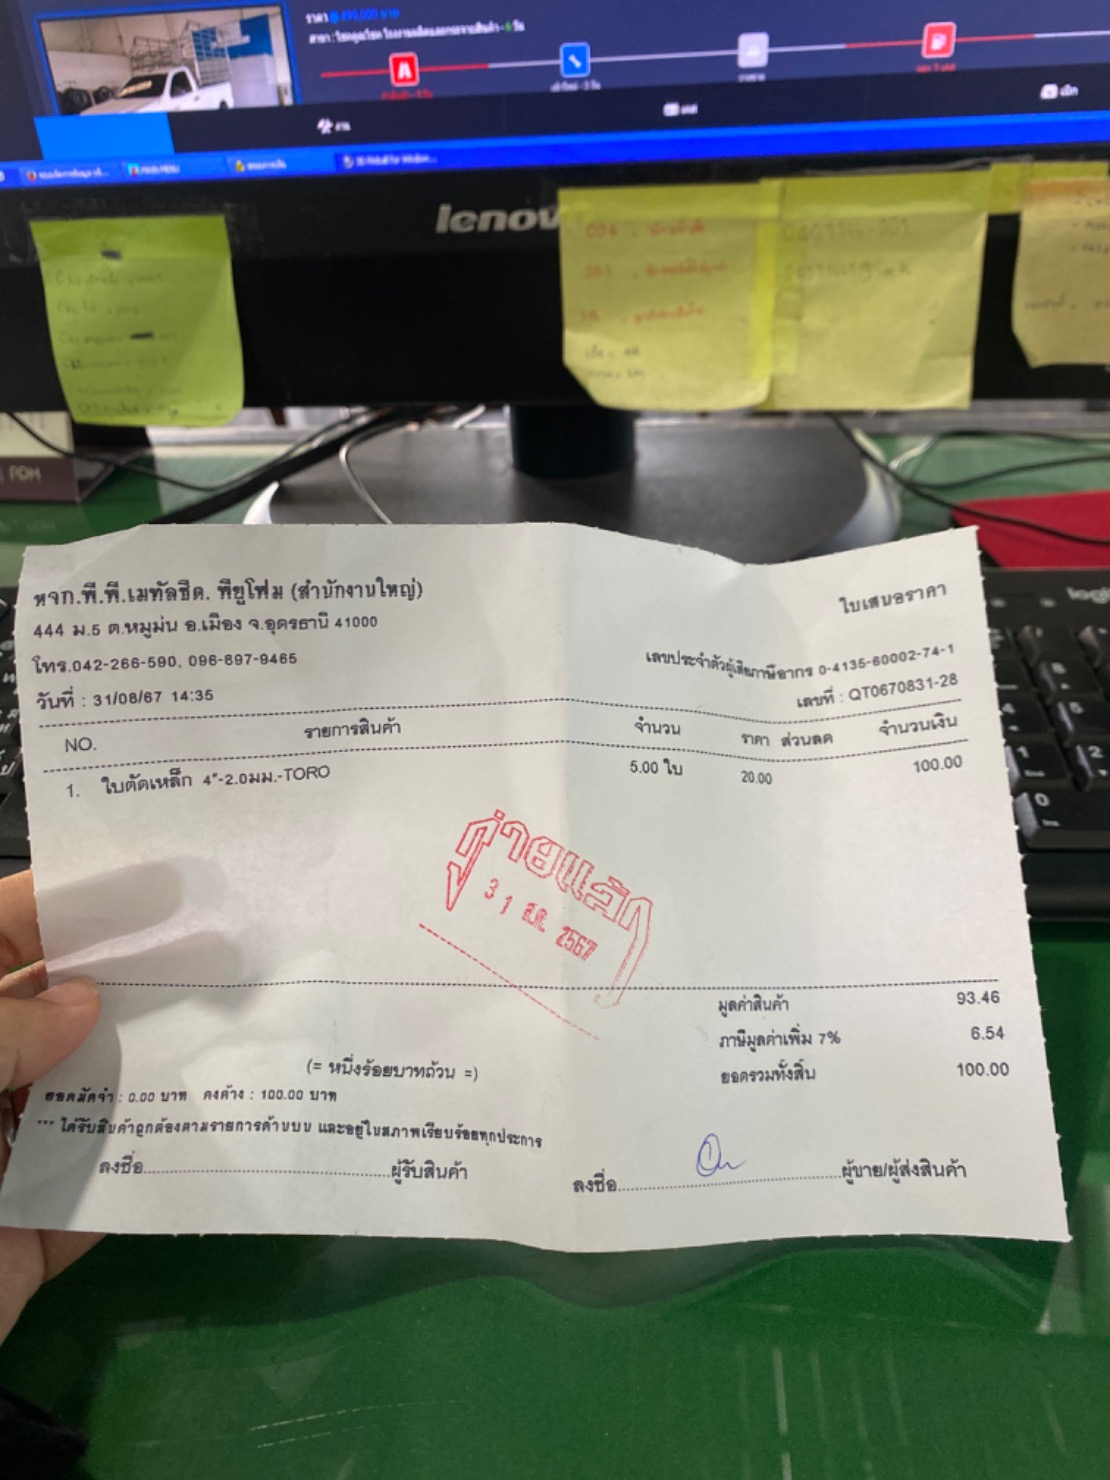 ราคา @ 499,000 บาท
lenov
PDM
หจก.พี.พี.เมทัลชีต. พียูโฟม (สำนักงานใหญ่)
ใบเสนอราคา
444 ม.5 ต.หมูม่น อ.เมือง จ.อุดรธานี 41000
โทร.042-266-590, 096-697-9465
เลขประจำตัวผู้เสียภาษีอากร 0-4135-60002-74-1
วันที่ : 31/08/67 14:35
เลขที่ : QT0670831-28
NO. รายการสินค้า จำนวน ราคา ส่วนลด จำนวนเงิน
1. ใบตัดเหล็ก 4"-2.0มม.-TORO 5.00 ใบ 20.00 100.00
จ่ายแล้ว
31 ส.ค. 2567
มูลค่าสินค้า 93.46
ภาษีมูลค่าเพิ่ม 7% 6.54
(= หนึ่งร้อยบาทถ้วน =)
ยอดรวมทั้งสิ้น 100.00
ยอดมัดจำ : 0.00 บาท คงค้าง : 100.00 บาท
*** ได้รับสินค้าถูกต้องตามรายการด้านบน และอยู่ในสภาพเรียบร้อยทุกประการ
ลงชื่อ..............................ผู้รับสินค้า
ลงชื่อ..............................ผู้ขาย/ผู้ส่งสินค้า